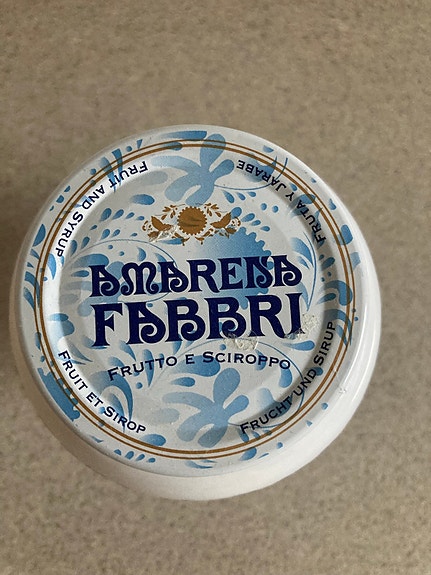 AMARENA
FABBRI
FRUTTO E SCIROPPO
FRUIT AND SYRUP
FRUTA Y JARABE
FRUIT ET SIROP
FRUCHT UND SIRUP